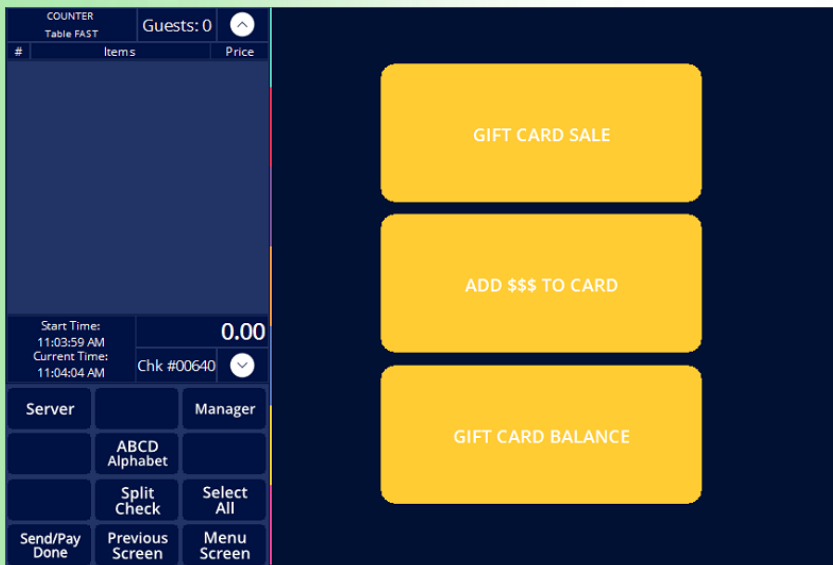 COUNTER
Table FAST
Guests: 0
# Items Price
Start Time:
11:03:59 AM
Current Time:
11:04:04 AM
0.00
Chk #00640
Server
Manager
ABCD
Alphabet
Split
Check
Select
All
Send/Pay
Done
Previous
Screen
Menu
Screen
GIFT CARD SALE
ADD $$$ TO CARD
GIFT CARD BALANCE